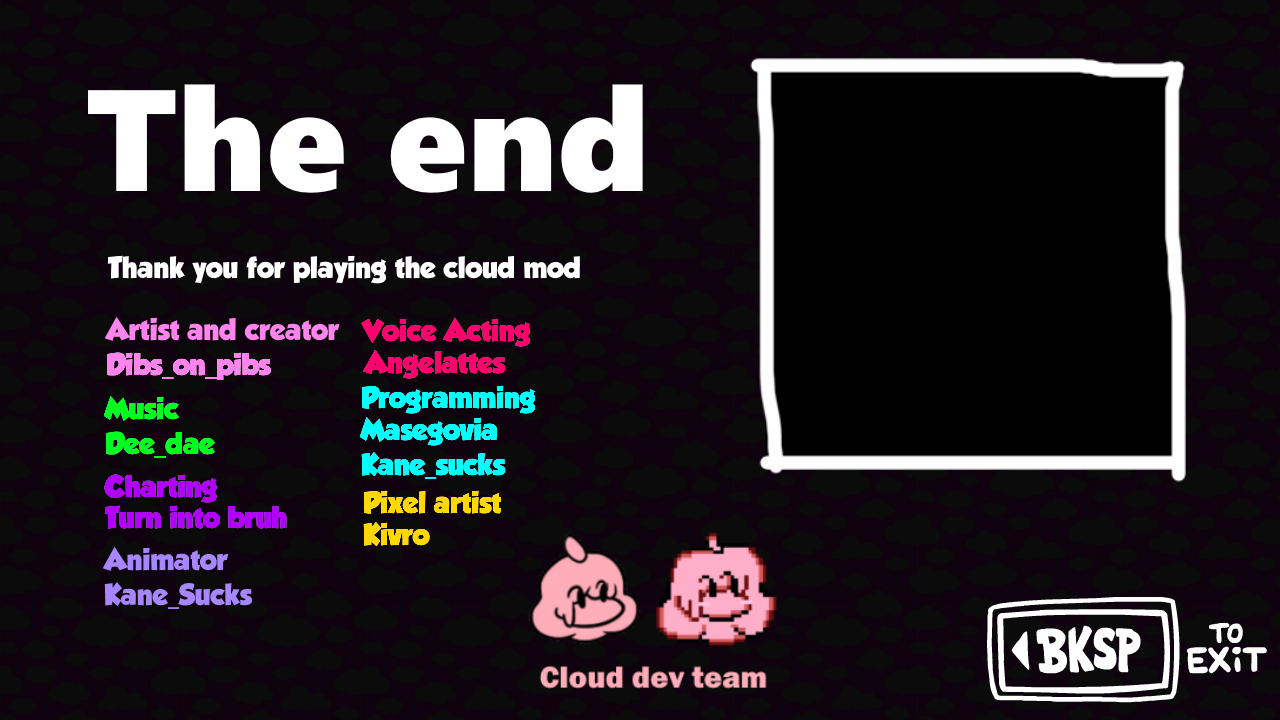 The end
Thank you for playing the cloud mod
Artist and creator
Dibs_on_pibs
Music
Dee_dae
Charting
Turn into bruh
Animator
Kane_Sucks
Voice Acting
Angelattes
Programming
Masegovia
Kane_sucks
Pixel artist
Kivro
Cloud dev team
BKSP
TO
EXiT